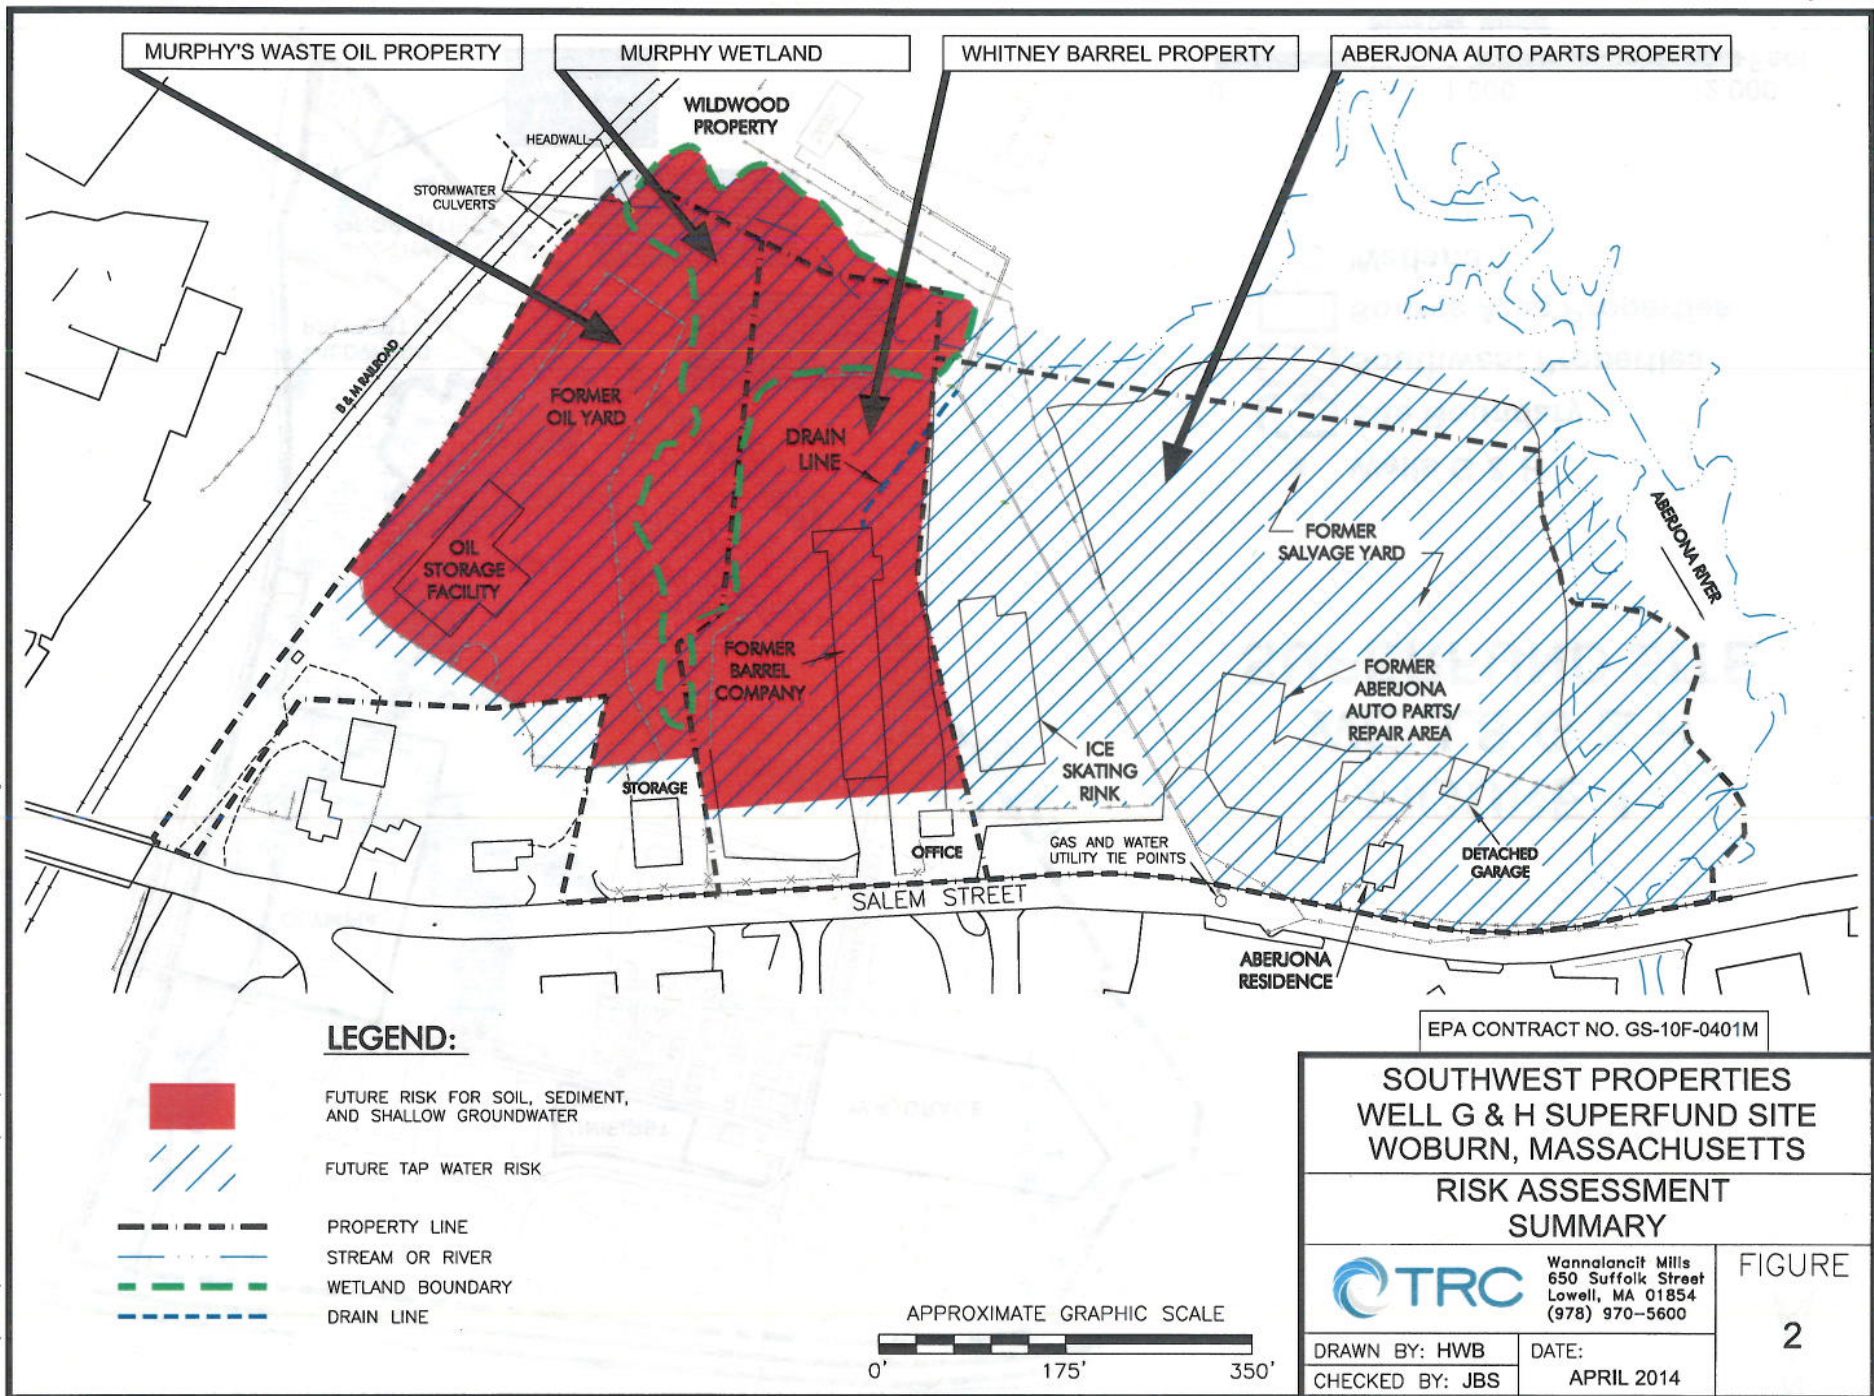 MURPHY'S WASTE OIL PROPERTY
MURPHY WETLAND
WHITNEY BARREL PROPERTY
ABERJONA AUTO PARTS PROPERTY
WILDWOOD
PROPERTY
HEADWALL
STORMWATER
CULVERTS
B & M RAILROAD
FORMER
OIL YARD
DRAIN
LINE
OIL
STORAGE
FACILITY
FORMER
SALVAGE YARD
ABERJONA RIVER
FORMER
BARREL
COMPANY
FORMER
ABERJONA
AUTO PARTS/
REPAIR AREA
ICE
SKATING
RINK
STORAGE
OFFICE
GAS AND WATER
UTILITY TIE POINTS
DETACHED
GARAGE
SALEM STREET
ABERJONA
RESIDENCE
EPA CONTRACT NO. GS-10F-0401M
LEGEND:
FUTURE RISK FOR SOIL, SEDIMENT,
AND SHALLOW GROUNDWATER
FUTURE TAP WATER RISK
PROPERTY LINE
STREAM OR RIVER
WETLAND BOUNDARY
DRAIN LINE
APPROXIMATE GRAPHIC SCALE
0' 175' 350'
SOUTHWEST PROPERTIES
WELL G & H SUPERFUND SITE
WOBURN, MASSACHUSETTS
RISK ASSESSMENT
SUMMARY
TRC
Wannalancit Mills
650 Suffolk Street
Lowell, MA 01854
(978) 970-5600
FIGURE
2
DRAWN BY: HWB
CHECKED BY: JBS
DATE:
APRIL 2014